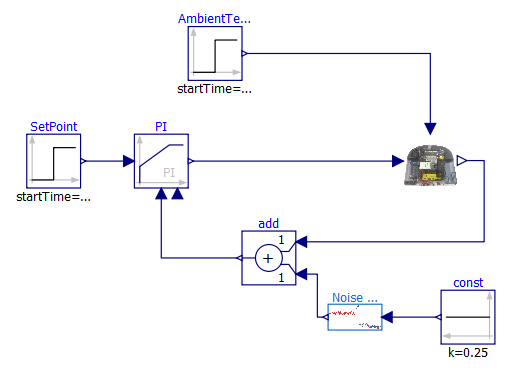 AmbientTe...
startTime=...
SetPoint
PI
PI
startTime=...
add
1
+
1
Noise ...
const
k=0.25